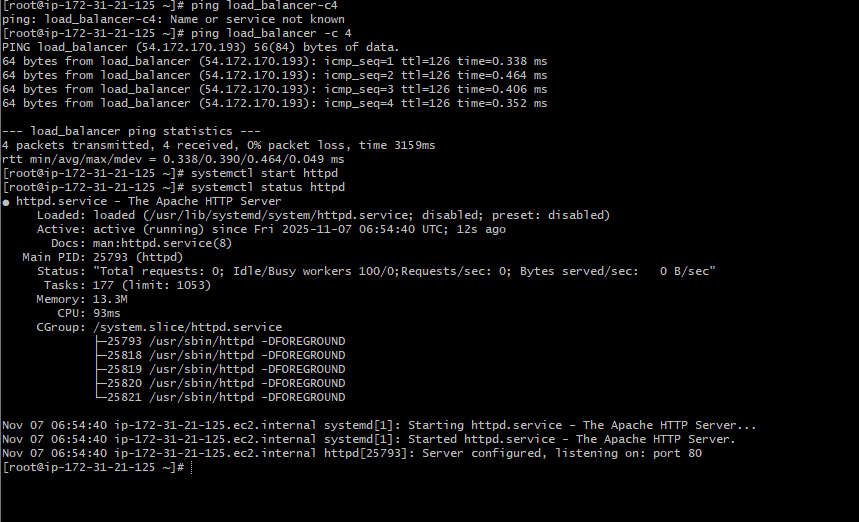 [root@ip-172-31-21-125 ~]# ping load_balancer-c4
ping: load_balancer-c4: Name or service not known
[root@ip-172-31-21-125 ~]# ping load_balancer -c 4
PING load_balancer (54.172.170.193) 56(84) bytes of data.
64 bytes from load_balancer (54.172.170.193): icmp_seq=1 ttl=126 time=0.338 ms
64 bytes from load_balancer (54.172.170.193): icmp_seq=2 ttl=126 time=0.464 ms
64 bytes from load_balancer (54.172.170.193): icmp_seq=3 ttl=126 time=0.406 ms
64 bytes from load_balancer (54.172.170.193): icmp_seq=4 ttl=126 time=0.352 ms

--- load_balancer ping statistics ---
4 packets transmitted, 4 received, 0% packet loss, time 3159ms
rtt min/avg/max/mdev = 0.338/0.390/0.464/0.049 ms
[root@ip-172-31-21-125 ~]# systemctl start httpd
[root@ip-172-31-21-125 ~]# systemctl status httpd
● httpd.service - The Apache HTTP Server
     Loaded: loaded (/usr/lib/systemd/system/httpd.service; disabled; preset: disabled)
     Active: active (running) since Fri 2025-11-07 06:54:40 UTC; 12s ago
       Docs: man:httpd.service(8)
   Main PID: 25793 (httpd)
     Status: "Total requests: 0; Idle/Busy workers 100/0;Requests/sec: 0; Bytes served/sec:   0 B/sec"
      Tasks: 177 (limit: 1053)
     Memory: 13.3M
        CPU: 93ms
     CGroup: /system.slice/httpd.service
             ├─25793 /usr/sbin/httpd -DFOREGROUND
             ├─25818 /usr/sbin/httpd -DFOREGROUND
             ├─25819 /usr/sbin/httpd -DFOREGROUND
             ├─25820 /usr/sbin/httpd -DFOREGROUND
             └─25821 /usr/sbin/httpd -DFOREGROUND

Nov 07 06:54:40 ip-172-31-21-125.ec2.internal systemd[1]: Starting httpd.service - The Apache HTTP Server...
Nov 07 06:54:40 ip-172-31-21-125.ec2.internal systemd[1]: Started httpd.service - The Apache HTTP Server.
Nov 07 06:54:40 ip-172-31-21-125.ec2.internal httpd[25793]: Server configured, listening on: port 80
[root@ip-172-31-21-125 ~]#